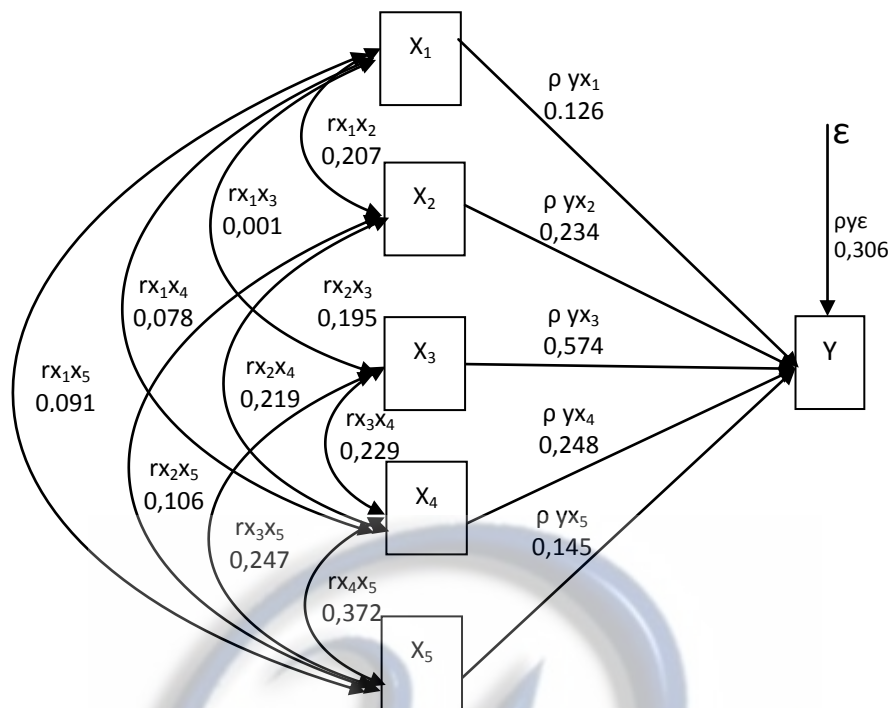 X₁
ρ yx₁
0.126
ε
rx₁x₂
0,207
rx₁x₃
0,001
X₂
ρ yx₂
0,234
ρyε
0,306
rx₁x₄
0,078
rx₂x₃
0,195
X₃
ρ yx₃
0,574
Y
rx₁x₅
0,091
rx₂x₄
0,219
rx₃x₄
0,229
ρ yx₄
0,248
rx₂x₅
0,106
X₄
rx₃x₅
0,247
ρ yx₅
0,145
rx₄x₅
0,372
X₅